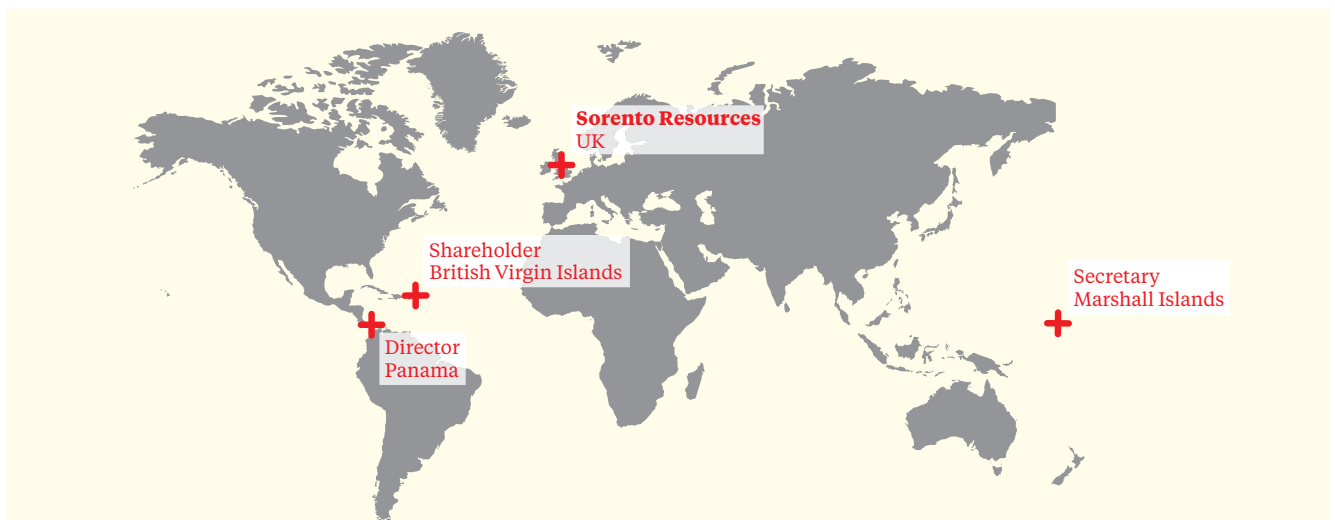 Sorento Resources
UK
Shareholder
British Virgin Islands
Secretary
Marshall Islands
Director
Panama